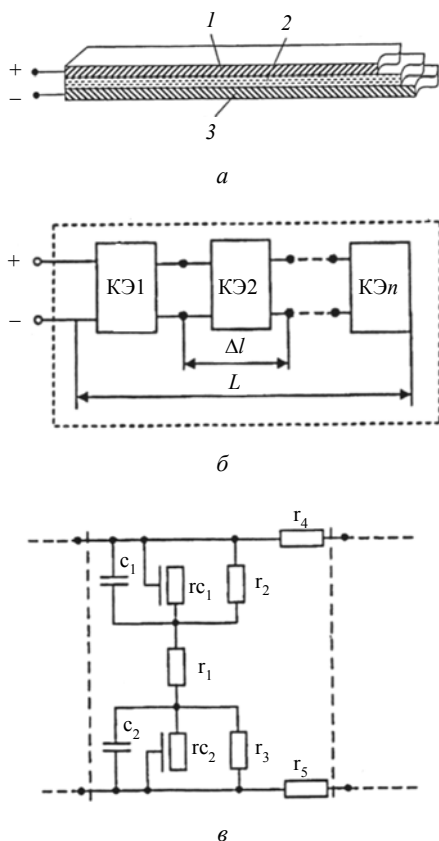 1
2
+
−
3
а
+
−
КЭ1
КЭ2
КЭn
Δl
L
б
r₄
c₁
rc₁
r₂
r₁
c₂
rc₂
r₃
r₅
в